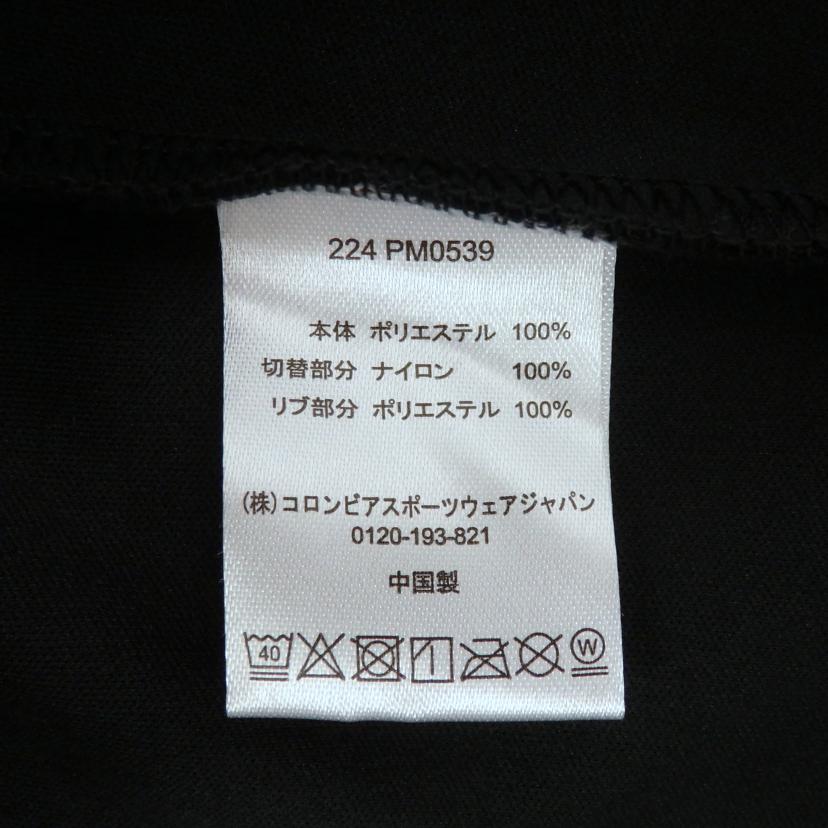 224 PM0539
本体 ポリエステル 100%
切替部分 ナイロン 100%
リブ部分 ポリエステル 100%
(株)コロンビアスポーツウェアジャパン
0120-193-821
中国製
40 W